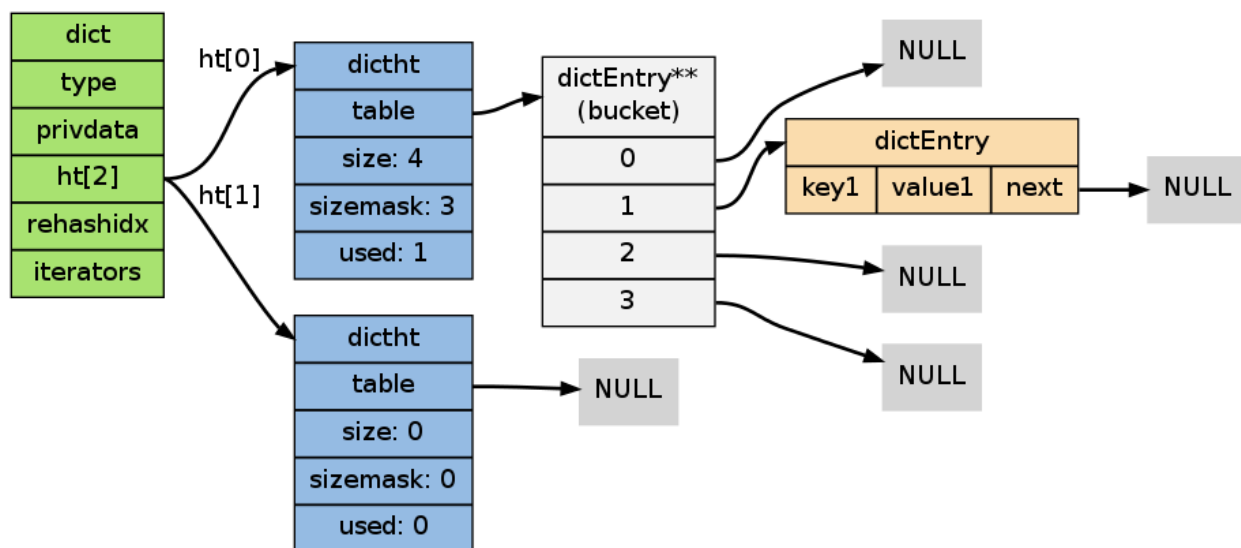 dict
type
privdata
ht[2]
rehashidx
iterators
ht[0]
ht[1]
dictht
table
size: 4
sizemask: 3
used: 1
dictht
table
size: 0
sizemask: 0
used: 0
dictEntry**
(bucket)
0
1
2
3
NULL
NULL
dictEntry
key1 value1 next
NULL
NULL
NULL